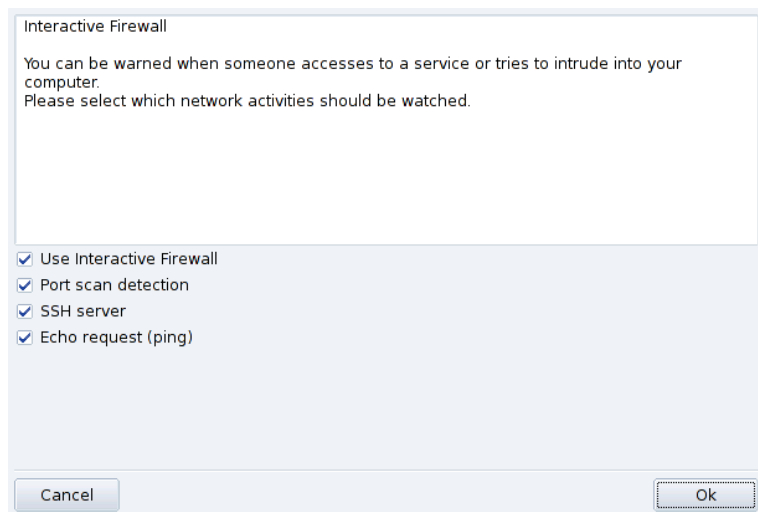 Interactive Firewall
You can be warned when someone accesses to a service or tries to intrude into your
computer.
Please select which network activities should be watched.
Use Interactive Firewall
Port scan detection
SSH server
Echo request (ping)
Cancel
Ok